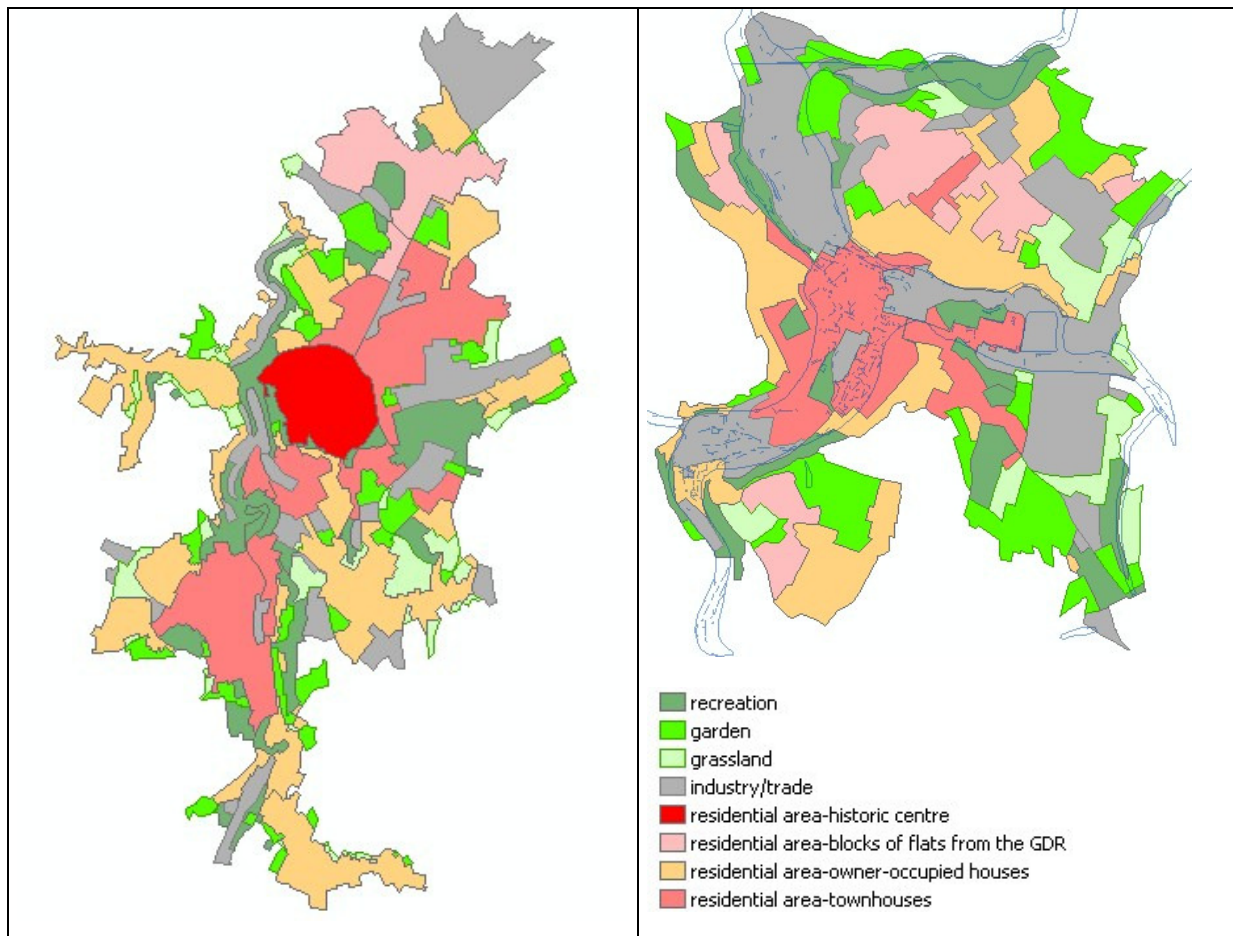 recreation
garden
grassland
industry/trade
residential area-historic centre
residential area-blocks of flats from the GDR
residential area-owner-occupied houses
residential area-townhouses